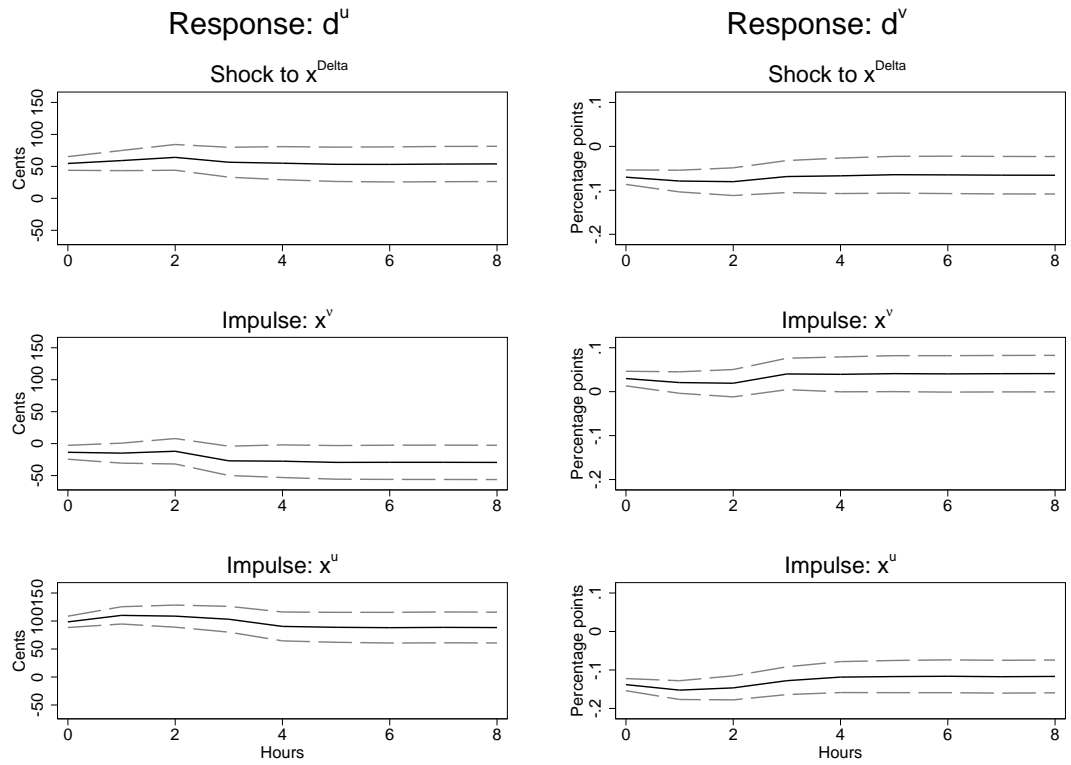 Response: d^u
Response: d^v
Shock to x^Delta
Cents
-50 0 50 100 150
0 2 4 6 8
Shock to x^Delta
Percentage points
-.2 -.1 0 .1
0 2 4 6 8
Impulse: x^ν
Cents
-50 0 50 100 150
0 2 4 6 8
Impulse: x^ν
Percentage points
-.2 -.1 0 .1
0 2 4 6 8
Impulse: x^u
Cents
-50 0 50 100 150
0 2 4 6 8
Hours
Impulse: x^u
Percentage points
-.2 -.1 0 .1
0 2 4 6 8
Hours